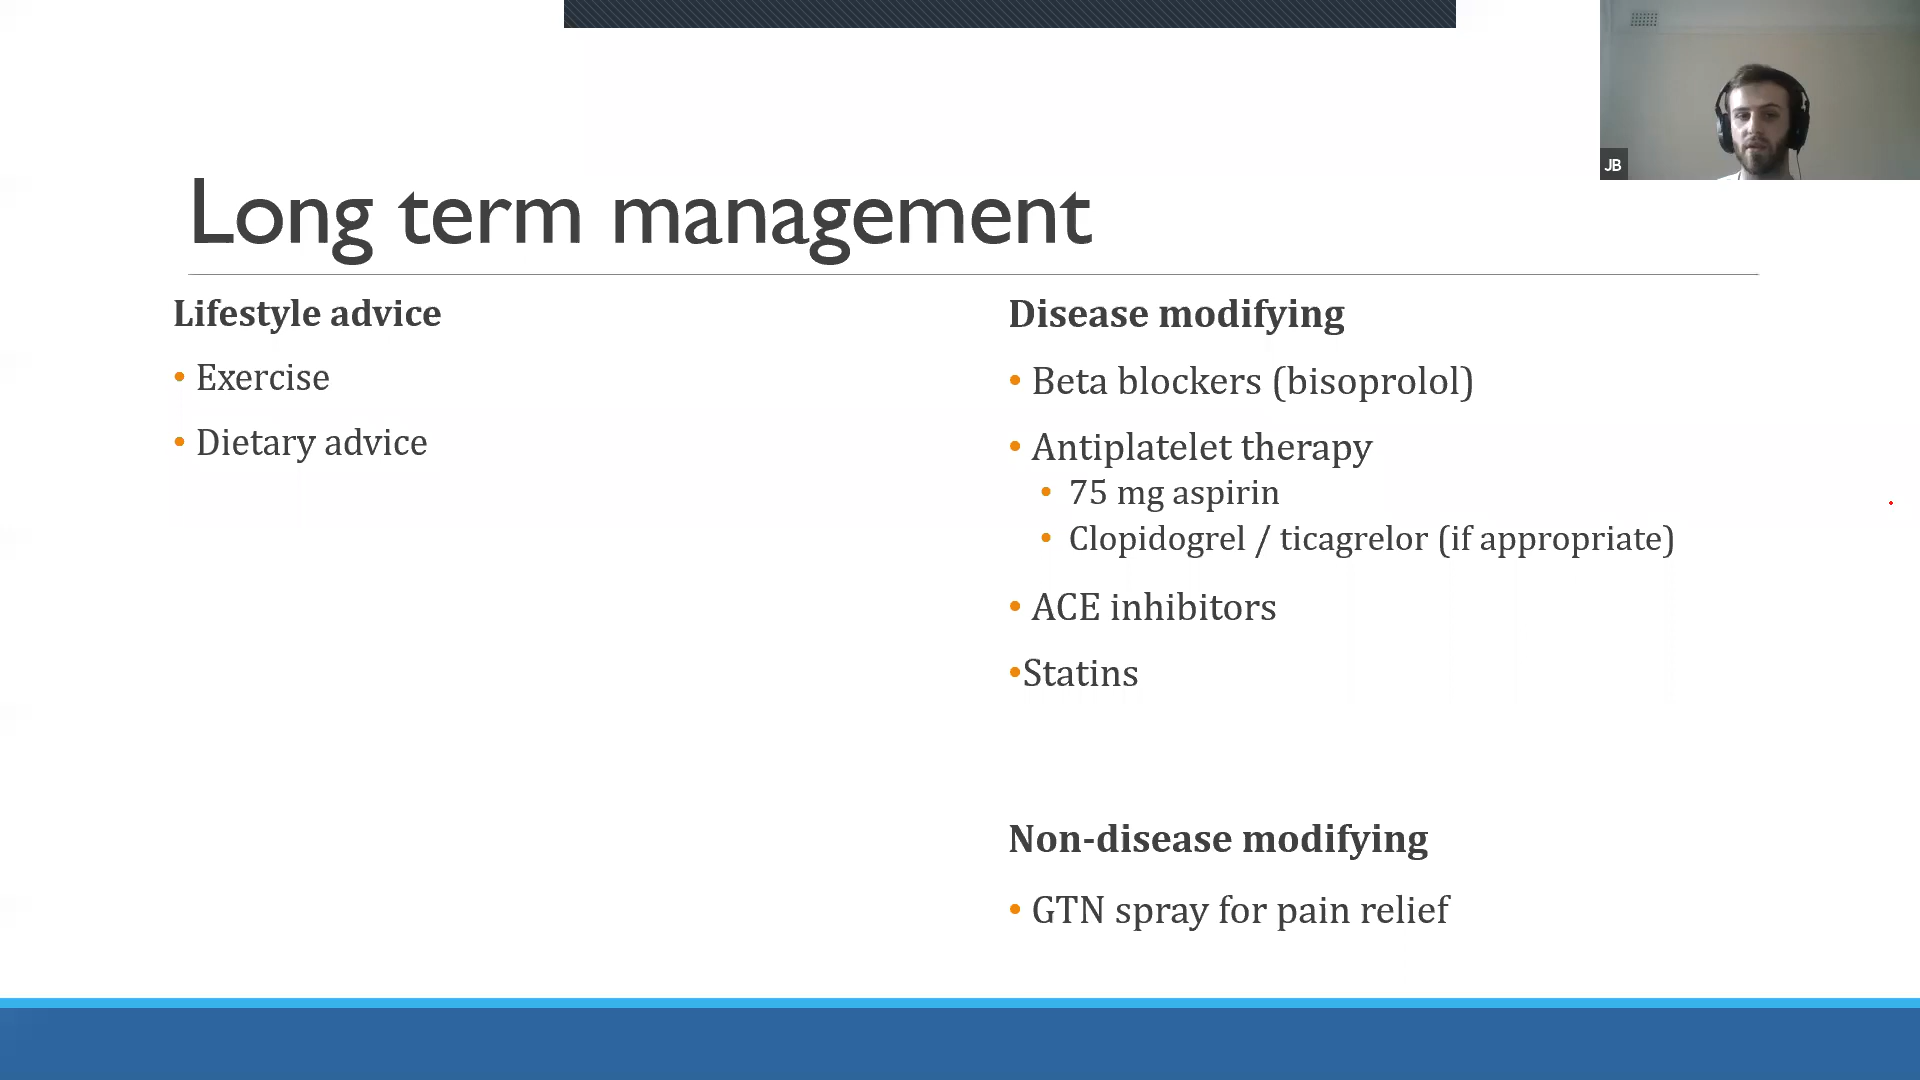 JB
Long term management
Lifestyle advice
• Exercise
• Dietary advice
Disease modifying
• Beta blockers (bisoprolol)
• Antiplatelet therapy
• 75 mg aspirin
• Clopidogrel / ticagrelor (if appropriate)
• ACE inhibitors
•Statins
Non-disease modifying
• GTN spray for pain relief